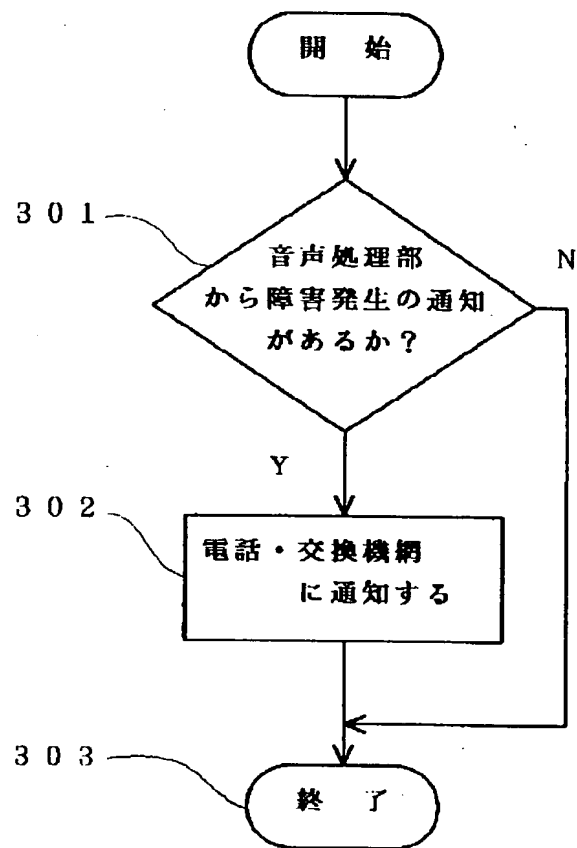 開 始
301
音声処理部
から障害発生の通知
があるか?
N
Y
302
電話・交換機網
に通知する
303
終 了